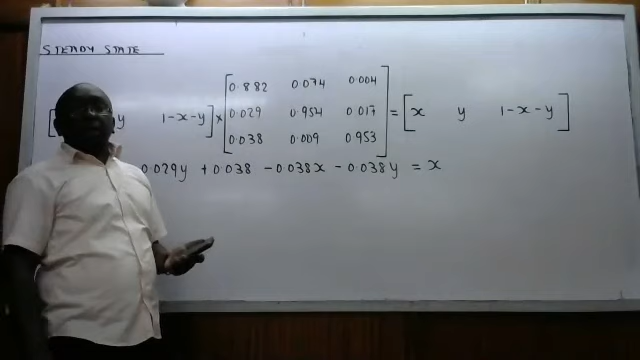 STEADY STATE
[ y 1-x-y] × [0.882 0.074 0.004
0.029 0.954 0.017
0.038 0.009 0.953] = [x y 1-x-y]
0.029y + 0.038 - 0.038x - 0.038y = x